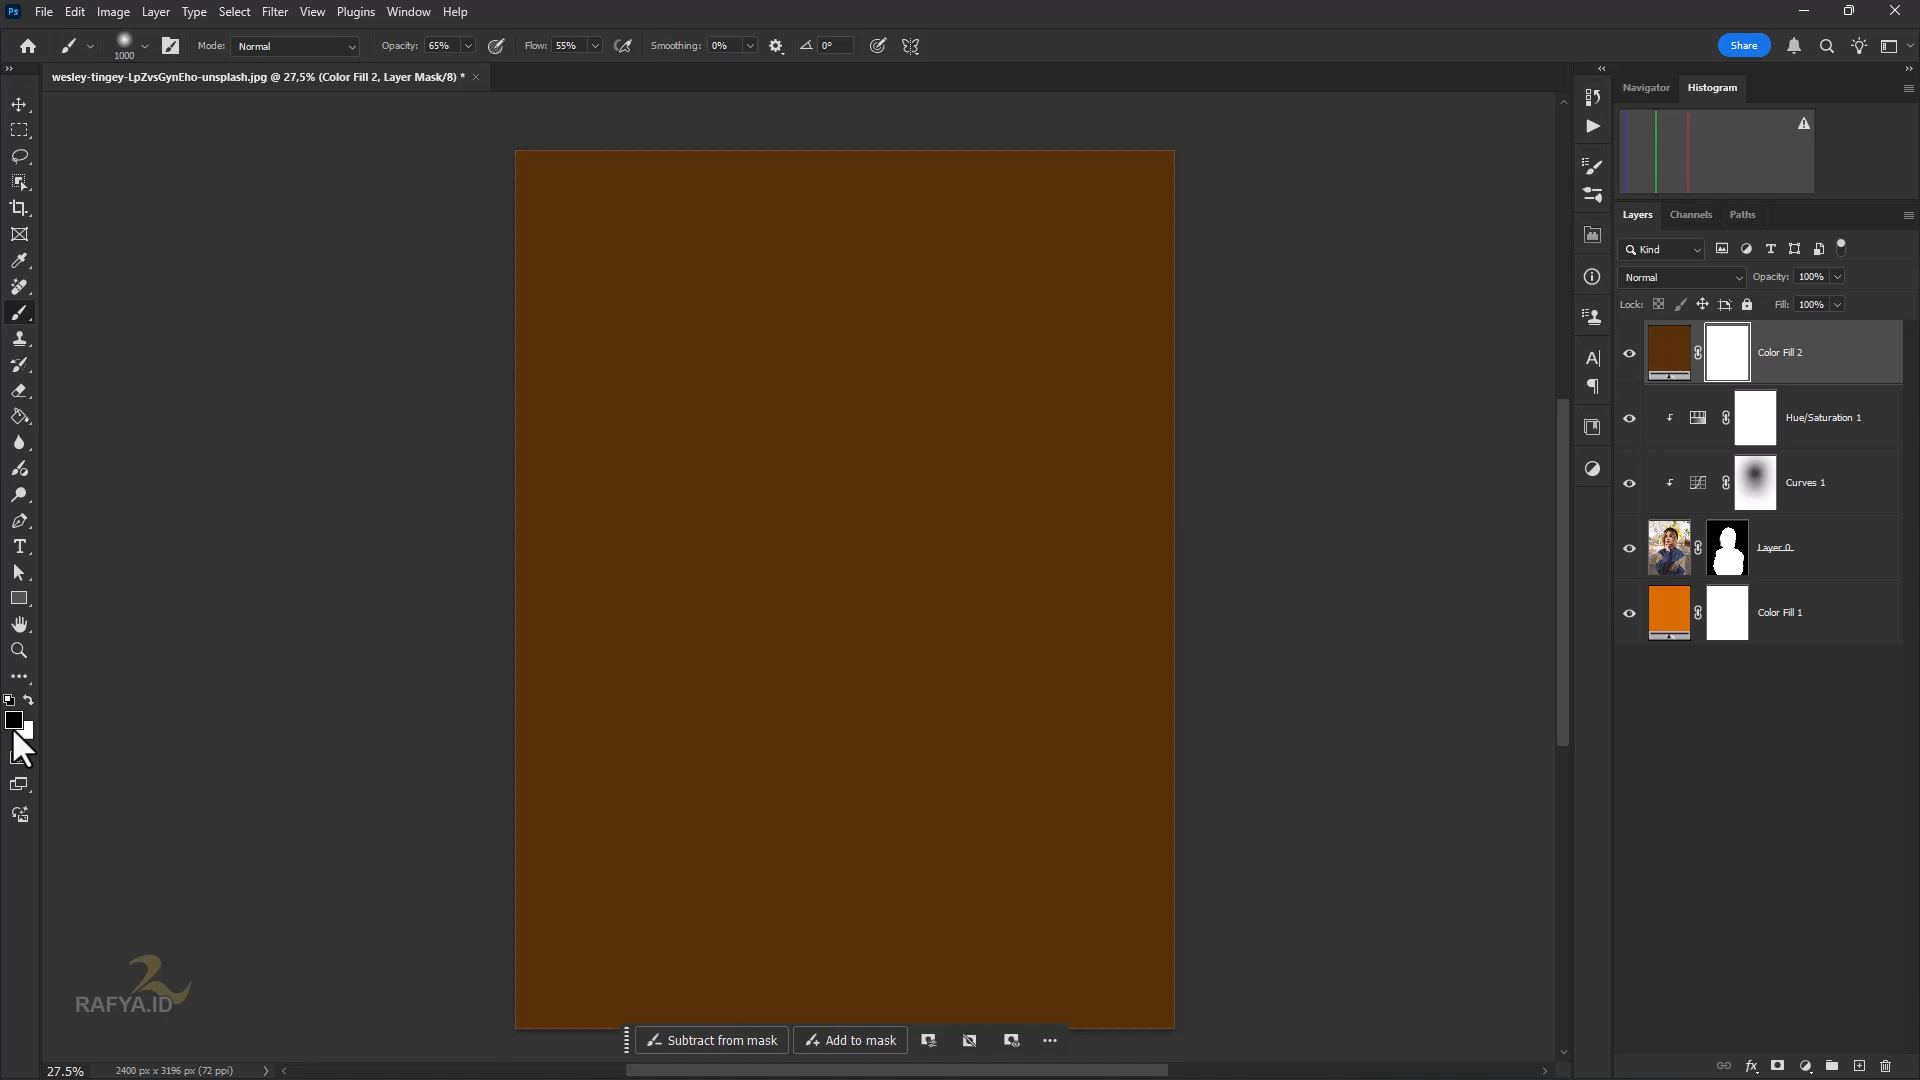 Ps File Edit Image Layer Type Select Filter View Plugins Window Help
1000 Mode: Normal Opacity: 65% Flow: 55% Smoothing: 0% 0° Share
wesley-tingey-LpZvsGynEho-unsplash.jpg @ 27,5% (Color Fill 2, Layer Mask/8) * ×
Navigator Histogram
Layers Channels Paths
Kind
Normal Opacity: 100%
Lock: Fill: 100%
Color Fill 2
Hue/Saturation 1
Curves 1
Layer 0
Color Fill 1
RAFYA.ID
Subtract from mask Add to mask
27.5% 2400 px x 3196 px (72 ppi)